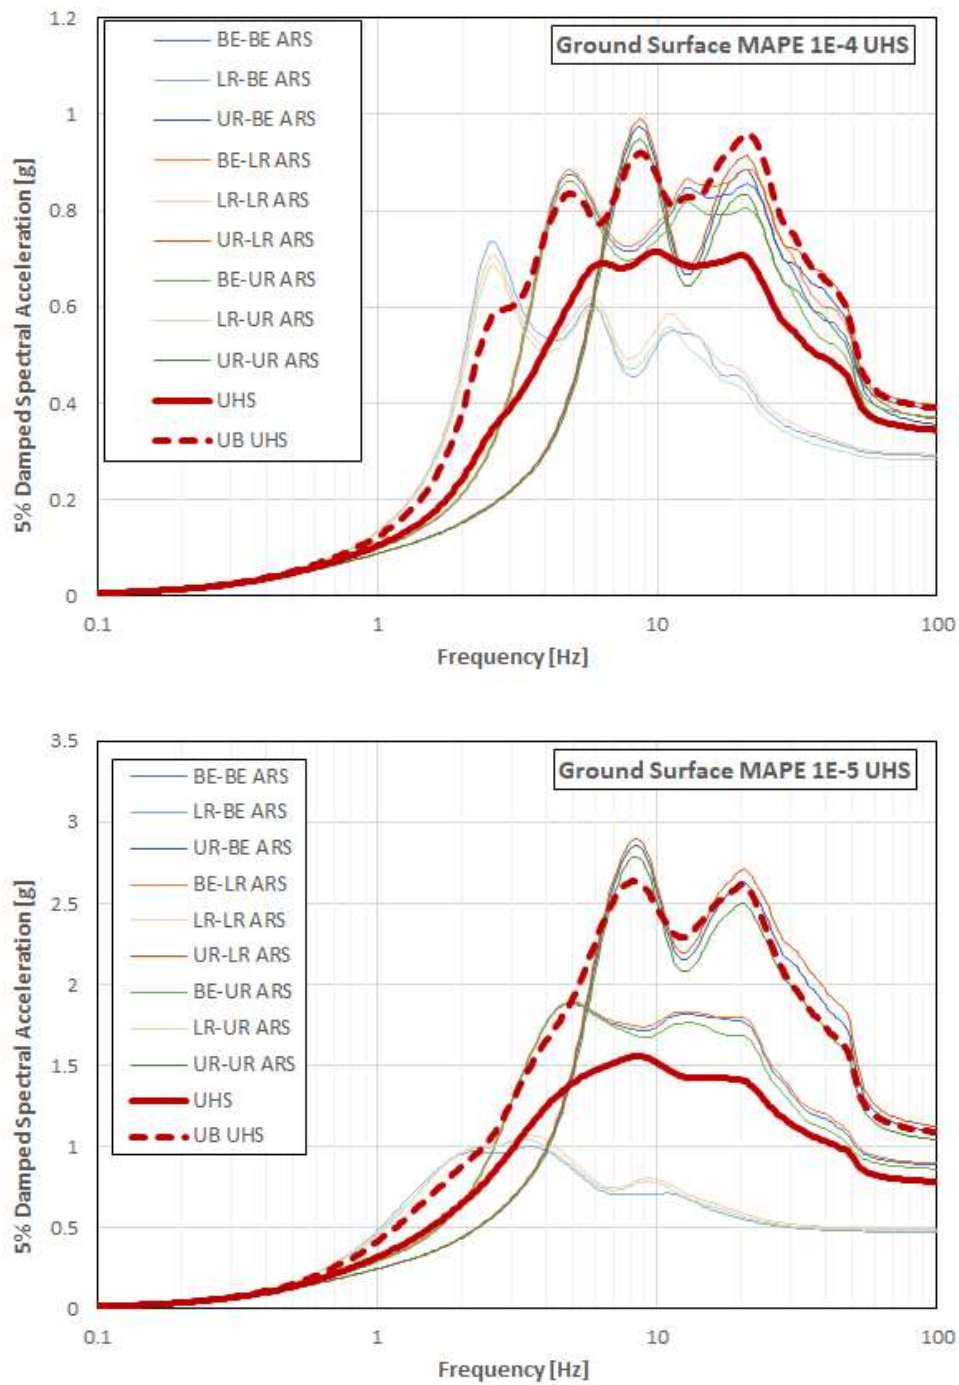 Ground Surface MAPE 1E-4 UHS
BE-BE ARS
LR-BE ARS
UR-BE ARS
BE-LR ARS
LR-LR ARS
UR-LR ARS
BE-UR ARS
LR-UR ARS
UR-UR ARS
UHS
UB UHS
5% Damped Spectral Acceleration [g]
1.2
1
0.8
0.6
0.4
0.2
0
0.1
1
10
100
Frequency [Hz]
Ground Surface MAPE 1E-5 UHS
BE-BE ARS
LR-BE ARS
UR-BE ARS
BE-LR ARS
LR-LR ARS
UR-LR ARS
BE-UR ARS
LR-UR ARS
UR-UR ARS
UHS
UB UHS
5% Damped Spectral Acceleration [g]
3.5
3
2.5
2
1.5
1
0.5
0
0.1
1
10
100
Frequency [Hz]